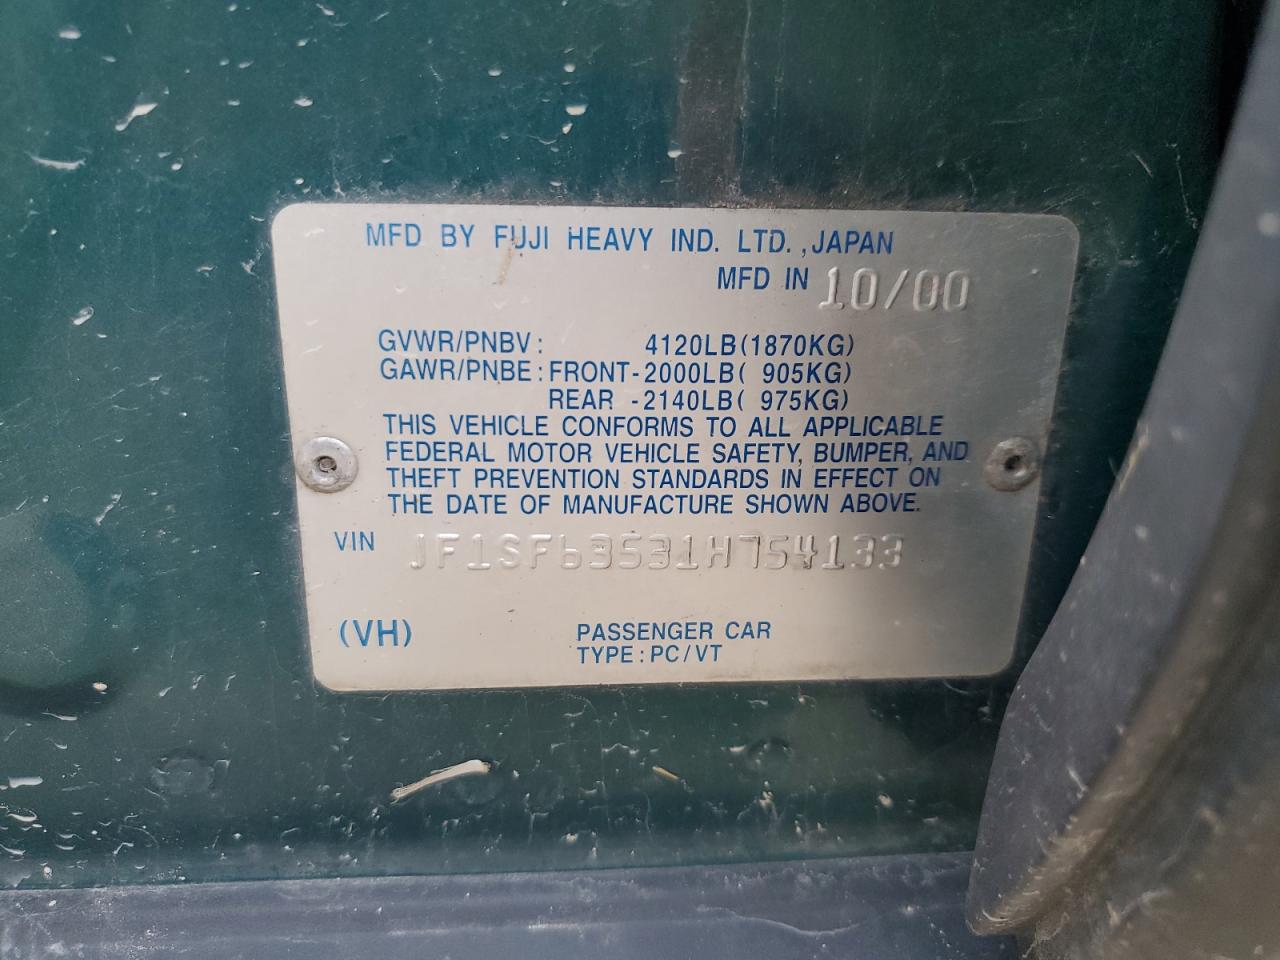 MFD BY FUJI HEAVY IND. LTD.,JAPAN
MFD IN 10/00
GVWR/PNBV: 4120LB(1870KG)
GAWR/PNBE:FRONT-2000LB( 905KG)
REAR -2140LB( 975KG)
THIS VEHICLE CONFORMS TO ALL APPLICABLE
FEDERAL MOTOR VEHICLE SAFETY, BUMPER, AND
THEFT PREVENTION STANDARDS IN EFFECT ON
THE DATE OF MANUFACTURE SHOWN ABOVE.
VIN JF1SF63531H754133
(VH) PASSENGER CAR
TYPE:PC/VT